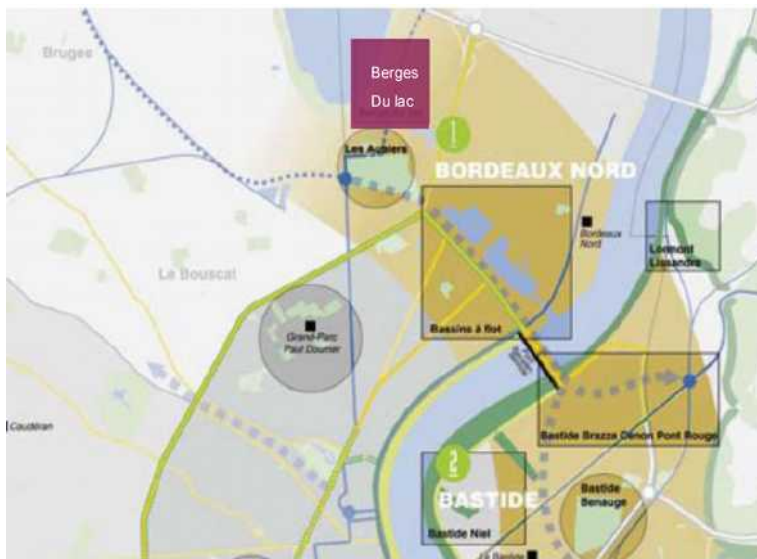 Bruges
Berges
Du lac
Les Aubiers
1
BORDEAUX NORD
Bordeaux
Nord
Lormont
Lissandre
Le Bouscat
Grand-Parc
Paul Doumer
Bassins à flot
Caudéran
Bastide Brazza Denon Pont Rouge
2
BASTIDE
Bastide
Benauge
Bastide Niel
La Bastide